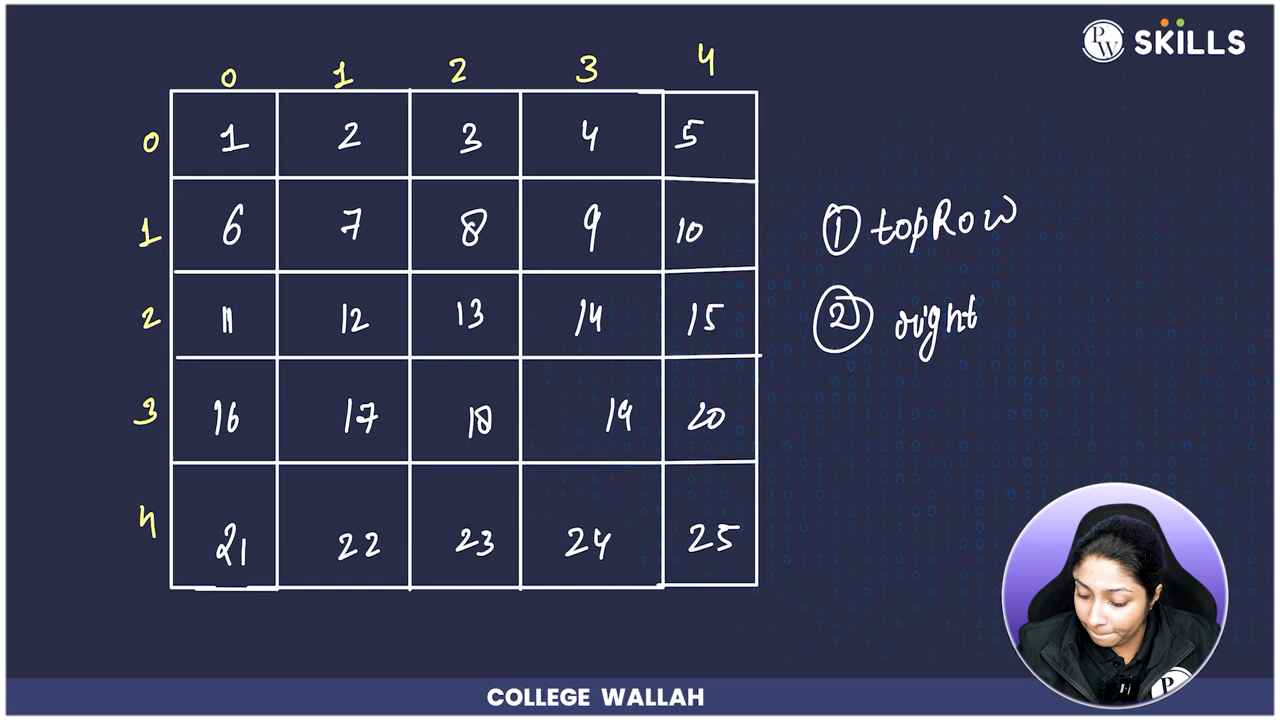 PW SKILLS
0 1 2 3 4
0 1 2 3 4 5
1 6 7 8 9 10
2 11 12 13 14 15
3 16 17 18 19 20
4 21 22 23 24 25
① topRow
② right
COLLEGE WALLAH